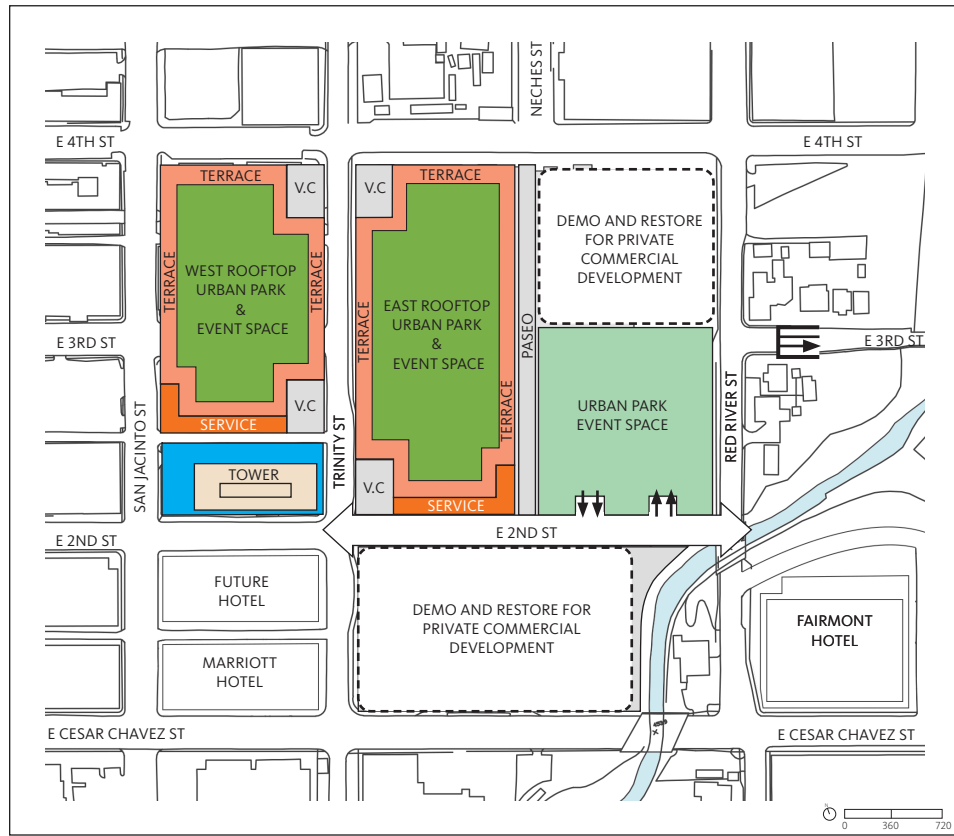 NECHES ST
E 4TH ST
E 4TH ST
TERRACE
V.C
V.C
TERRACE
DEMO AND RESTORE
FOR PRIVATE
COMMERCIAL
DEVELOPMENT
TERRACE
WEST ROOFTOP
URBAN PARK
&
EVENT SPACE
TERRACE
TERRACE
EAST ROOFTOP
URBAN PARK
&
EVENT SPACE
TERRACE
PASEO
E 3RD ST
E 3RD ST
V.C
SERVICE
URBAN PARK
EVENT SPACE
SAN JACINTO ST
TRINITY ST
RED RIVER ST
TOWER
V.C
SERVICE
E 2ND ST
E 2ND ST
FUTURE
HOTEL
DEMO AND RESTORE FOR
PRIVATE COMMERCIAL
DEVELOPMENT
FAIRMONT
HOTEL
MARRIOTT
HOTEL
E CESAR CHAVEZ ST
E CESAR CHAVEZ ST
N
0 360 720